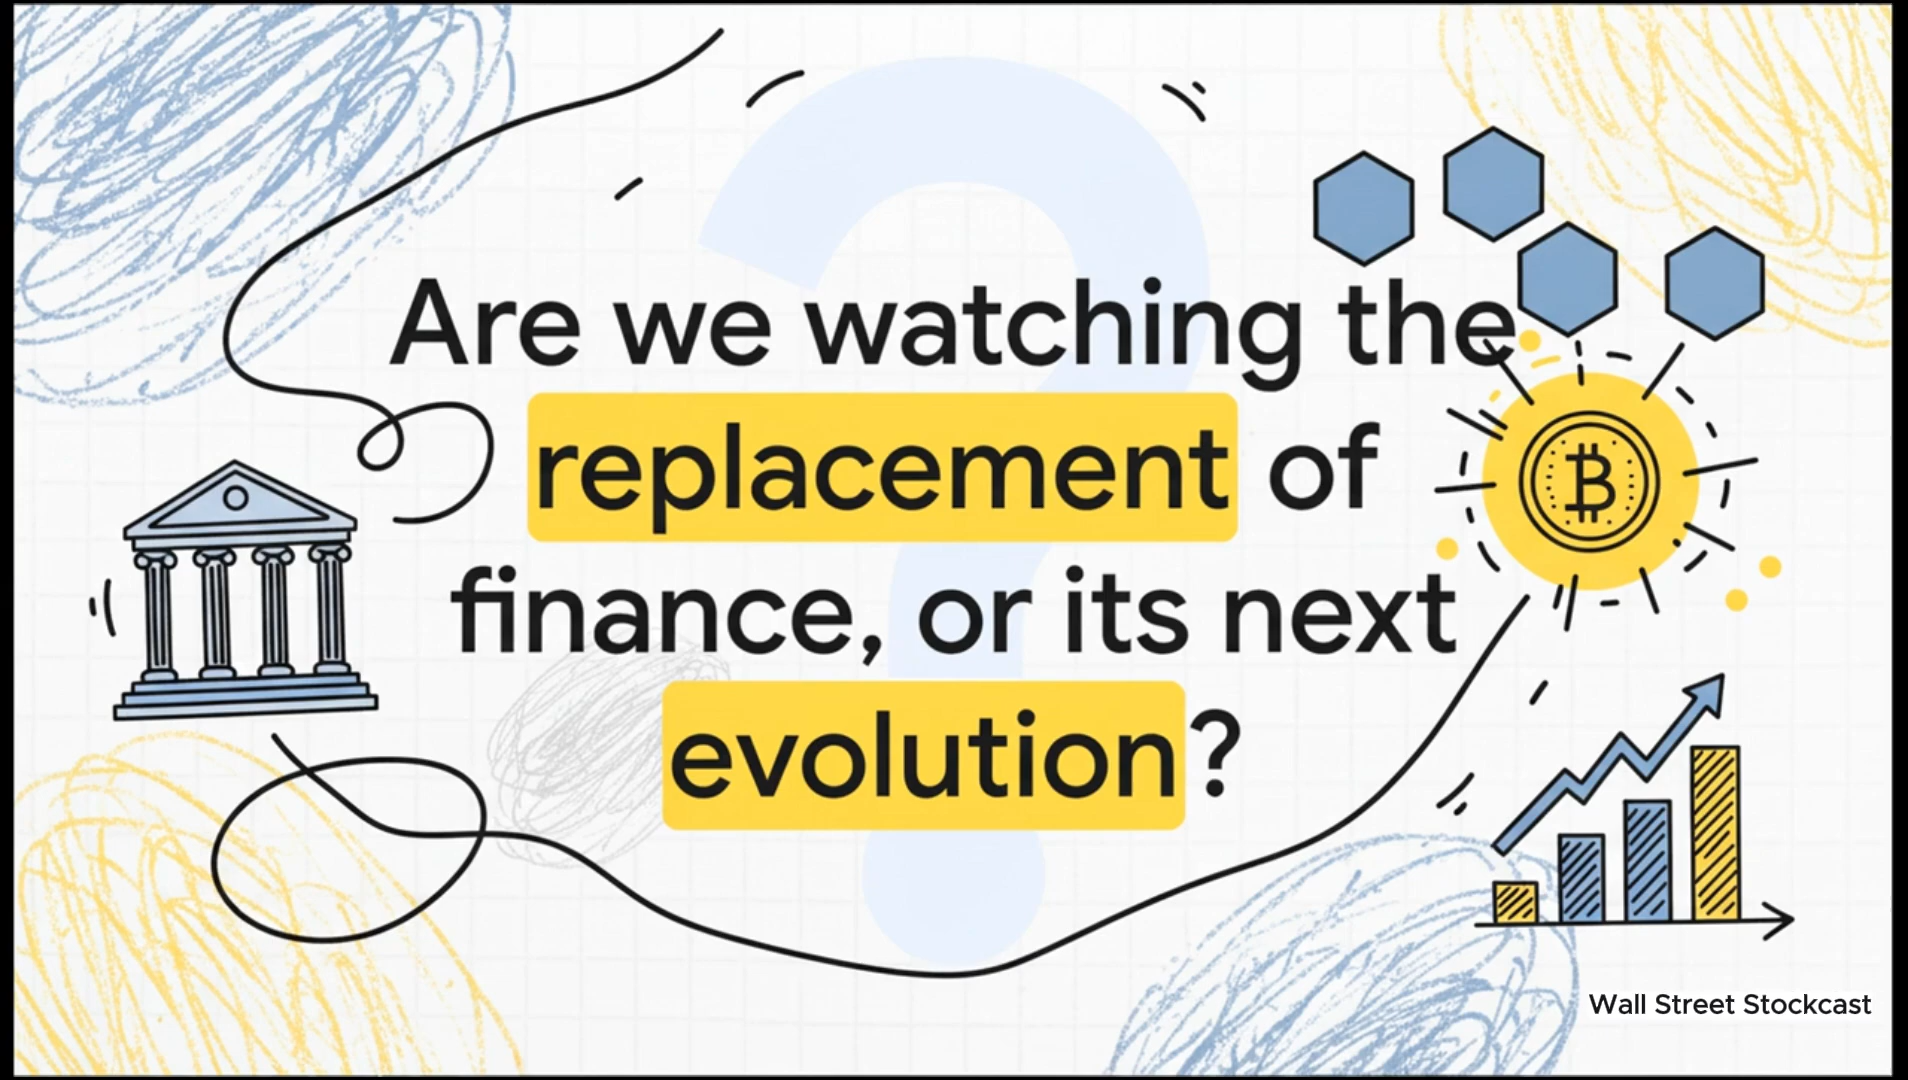 Are we watching the
replacement of
finance, or its next
evolution?
Wall Street Stockcast